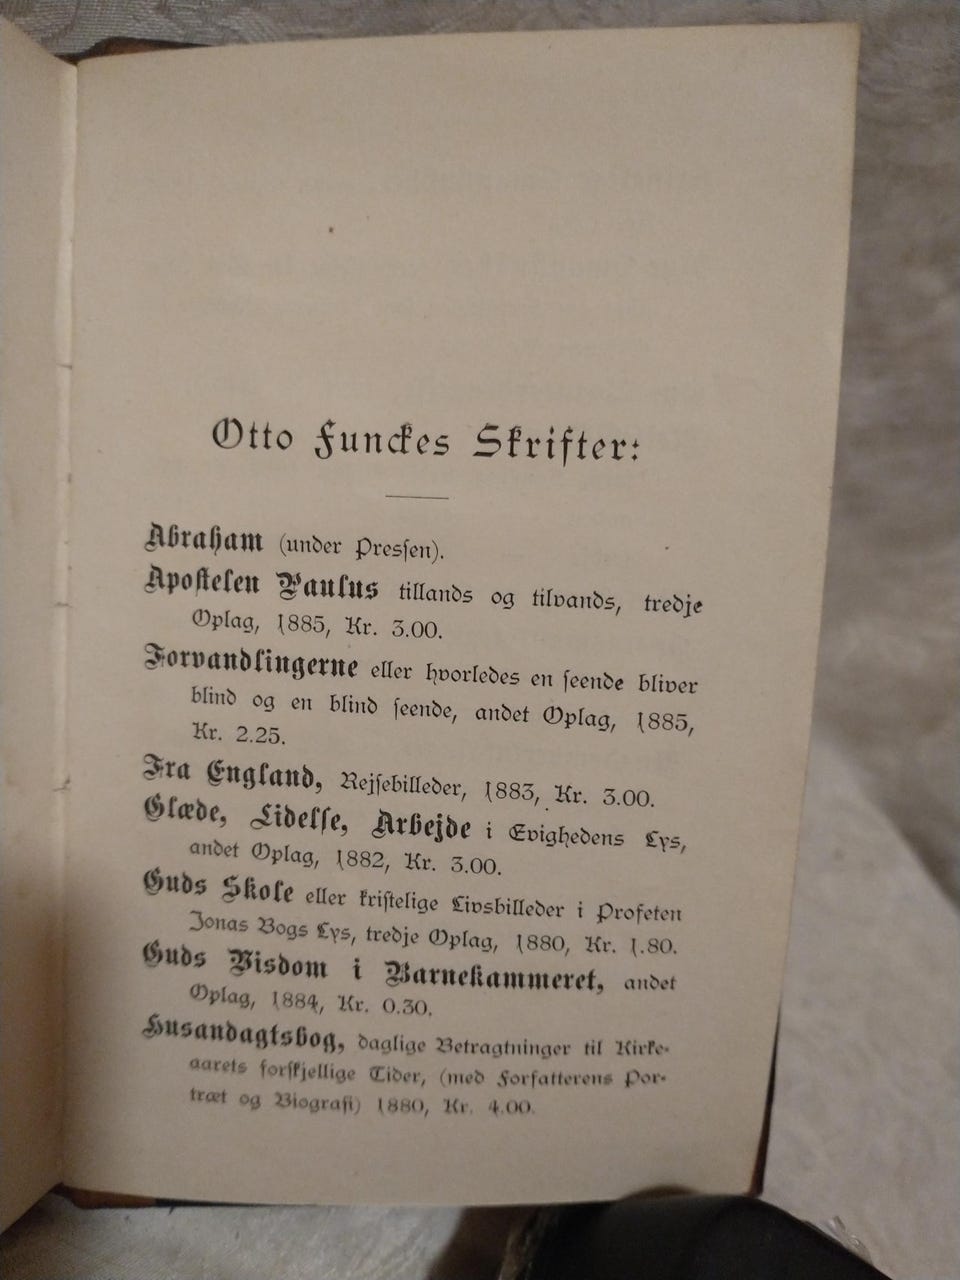 Otto Funckes Skrifter:
Abraham (under Pressen).
Apostelen Paulus tillands og tilvands, tredje
Oplag, 1885, Kr. 3.00.
Forvandlingerne eller hvorledes en seende bliver
blind og en blind seende, andet Oplag, 1885,
Kr. 2.25.
Fra England, Rejsebilleder, 1883, Kr. 3.00.
Glæde, Lidelse, Arbejde i Evighedens Lys,
andet Oplag, 1882, Kr. 3.00.
Guds Skole eller kristelige Livsbilleder i Profeten
Jonas Bogs Lys, tredje Oplag, 1880, Kr. 1.80.
Guds Visdom i Barnekammeret, andet
Oplag, 1884, Kr. 0.30.
Husandagtsbog, daglige Betragtninger til Kirke-
aarets forskjellige Tider, (med Forfatterens Por-
træt og Biografi) 1880, Kr. 4.00.